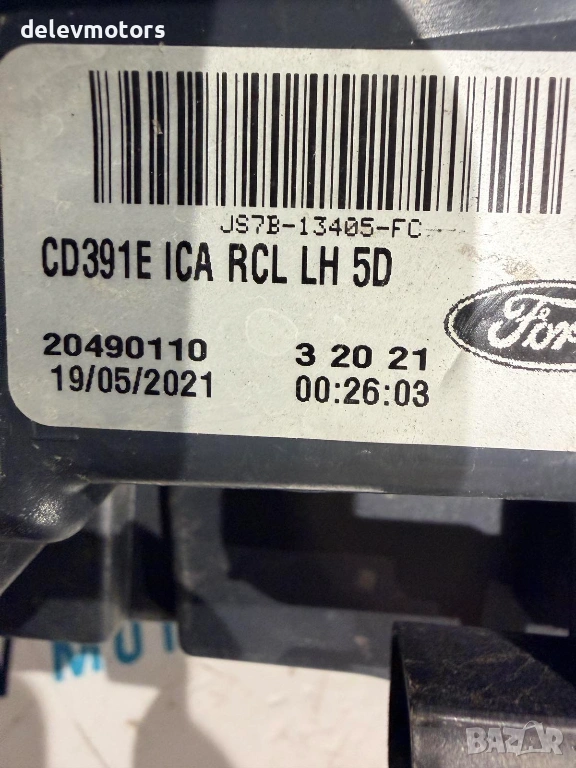 delevmotors
JS7B-13405-FC
CD391E ICA RCL LH 5D
Ford
20490110 3 20 21
19/05/2021 00:26:03
BAZAR